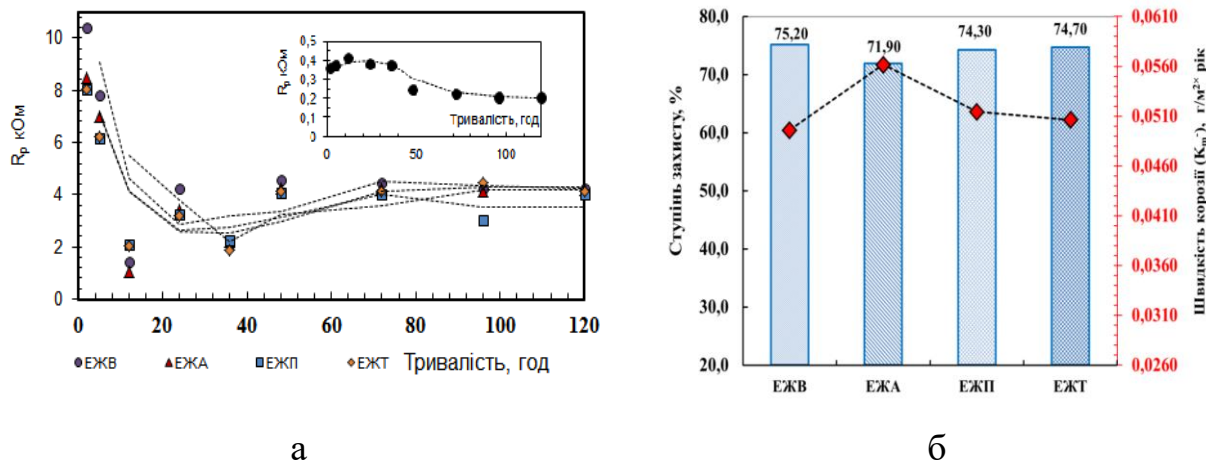 10
8
6
4
2
0
Rр кОм
0,5
0,4
0,3
0,2
0,1
0
Rр кОм
Тривалість, год
0
50
100
0
20
40
60
80
100
120
ЕЖВ
ЕЖА
ЕЖП
ЕЖТ
Тривалість, год
а
80,0
70,0
60,0
50,0
40,0
30,0
20,0
Ступінь захисту, %
75,20
71,90
74,30
74,70
ЕЖВ
ЕЖА
ЕЖП
ЕЖТ
0,0610
0,0560
0,0510
0,0460
0,0410
0,0360
0,0310
0,0260
Швидкість корозії (Km-), г/м²× рік
б